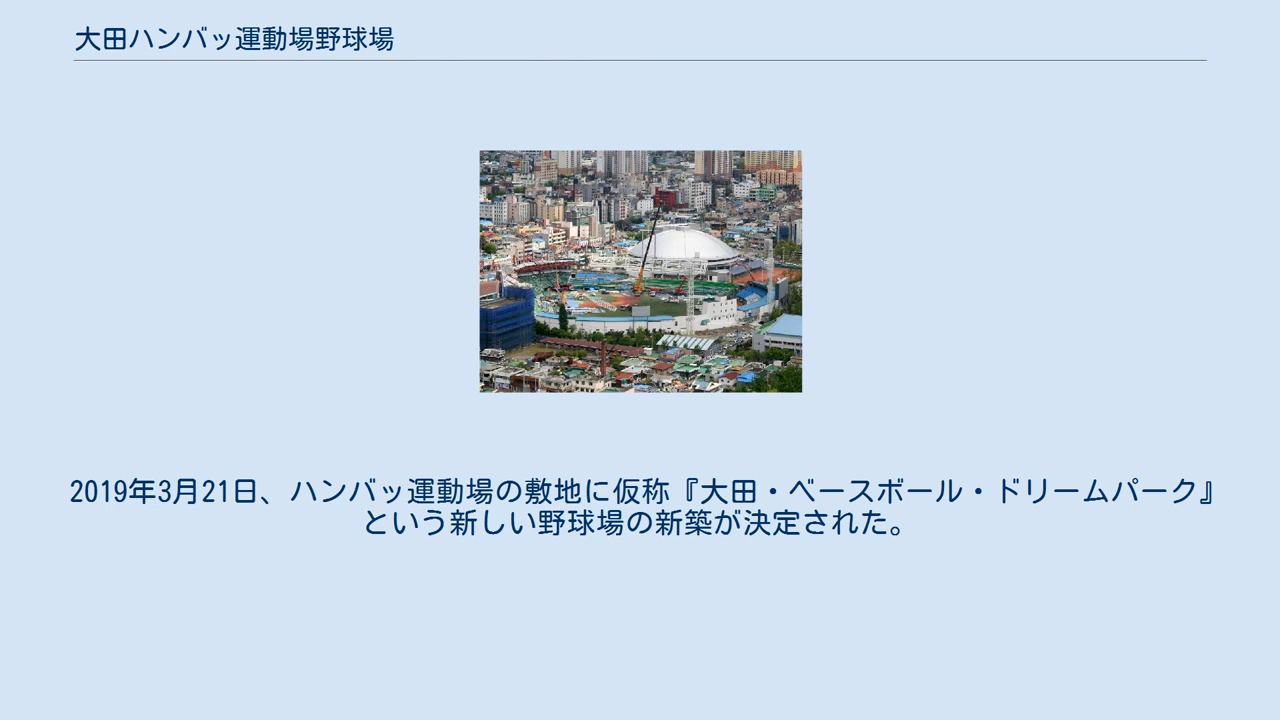 大田ハンバッ運動場野球場
2019年3月21日、ハンバッ運動場の敷地に仮称『大田・ベースボール・ドリームパーク』
という新しい野球場の新築が決定された。